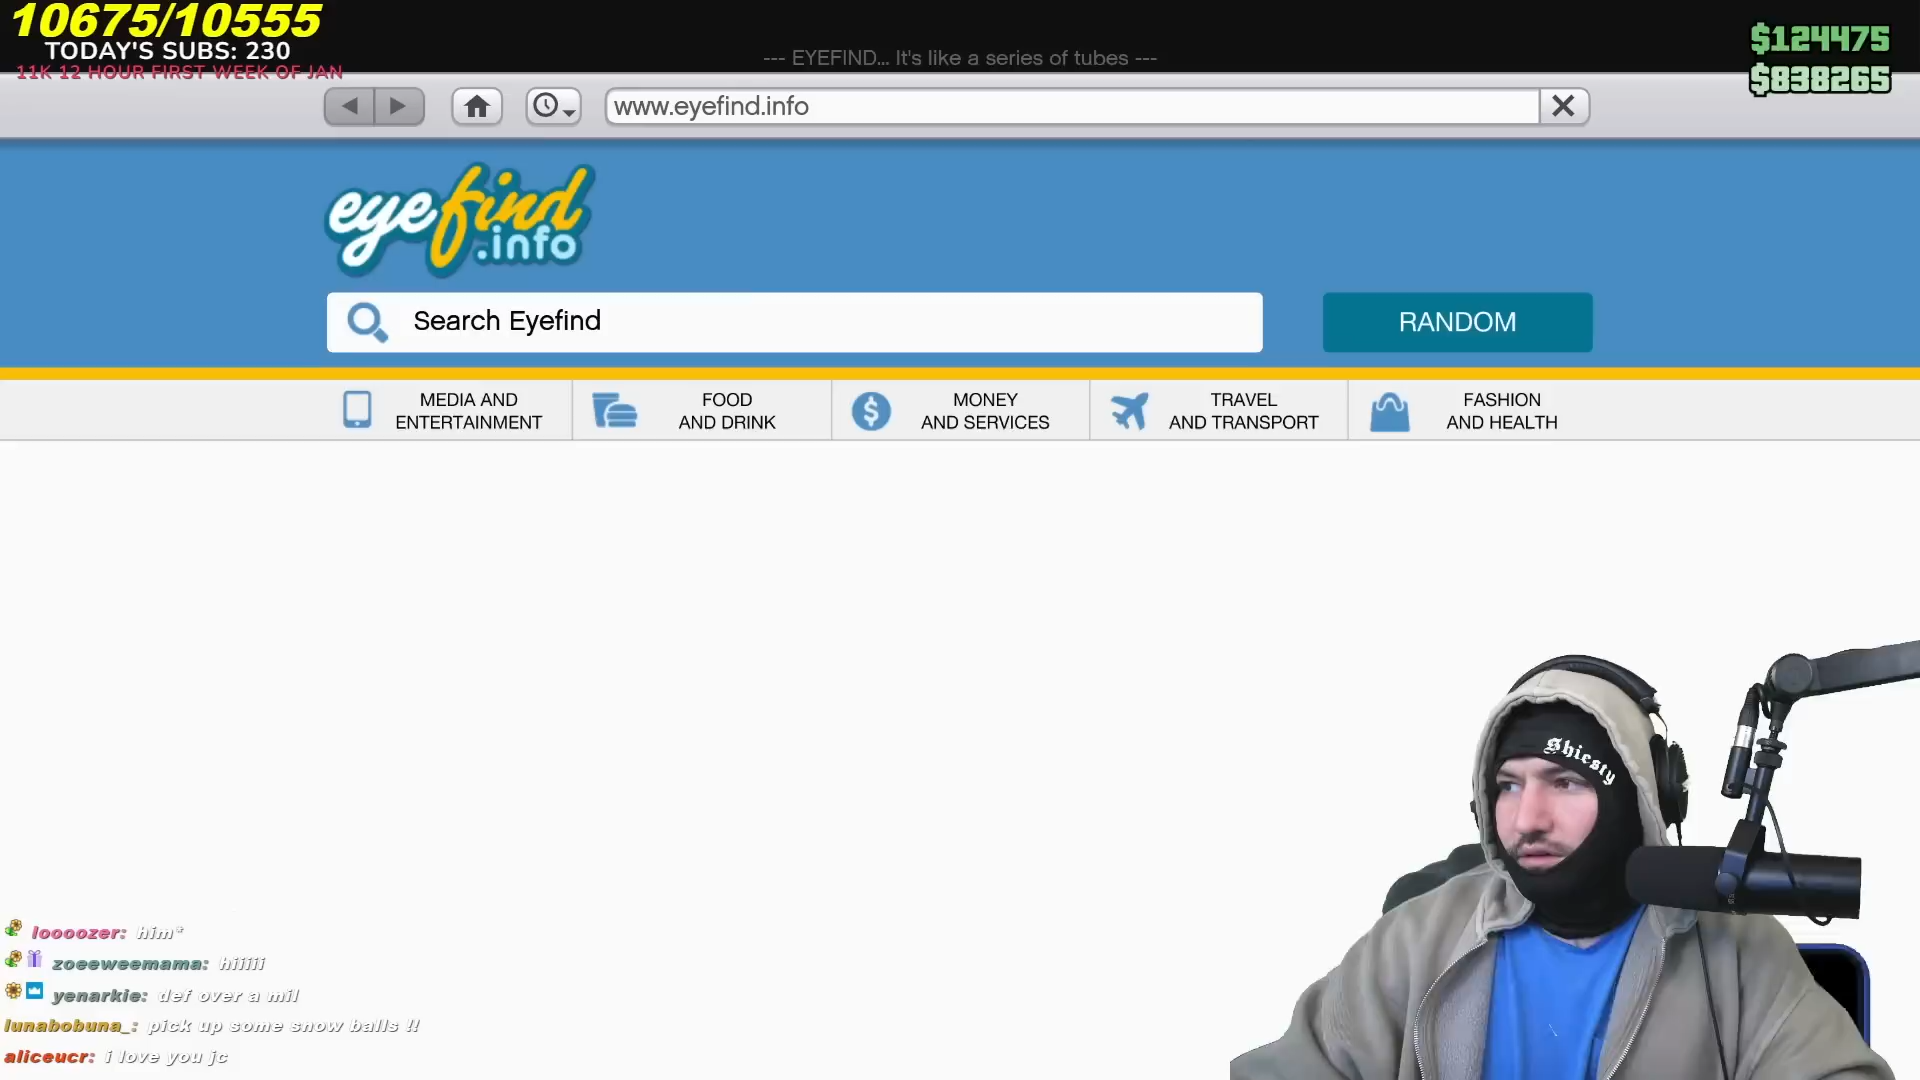 10675/10555
TODAY'S SUBS: 230
11K 12 HOUR FIRST WEEK OF JAN
--- EYEFIND... It's like a series of tubes ---
$124475
$838265
www.eyefind.info
eyefind
.info
Search Eyefind
RANDOM
MEDIA AND
ENTERTAINMENT
FOOD
AND DRINK
MONEY
AND SERVICES
TRAVEL
AND TRANSPORT
FASHION
AND HEALTH
Shiesty
loooozer: him*
zoeeweemama: hiiiii
yenarkie: def over a mil
lunabobuna_: pick up some snow balls !!
aliceucr: i love you jc